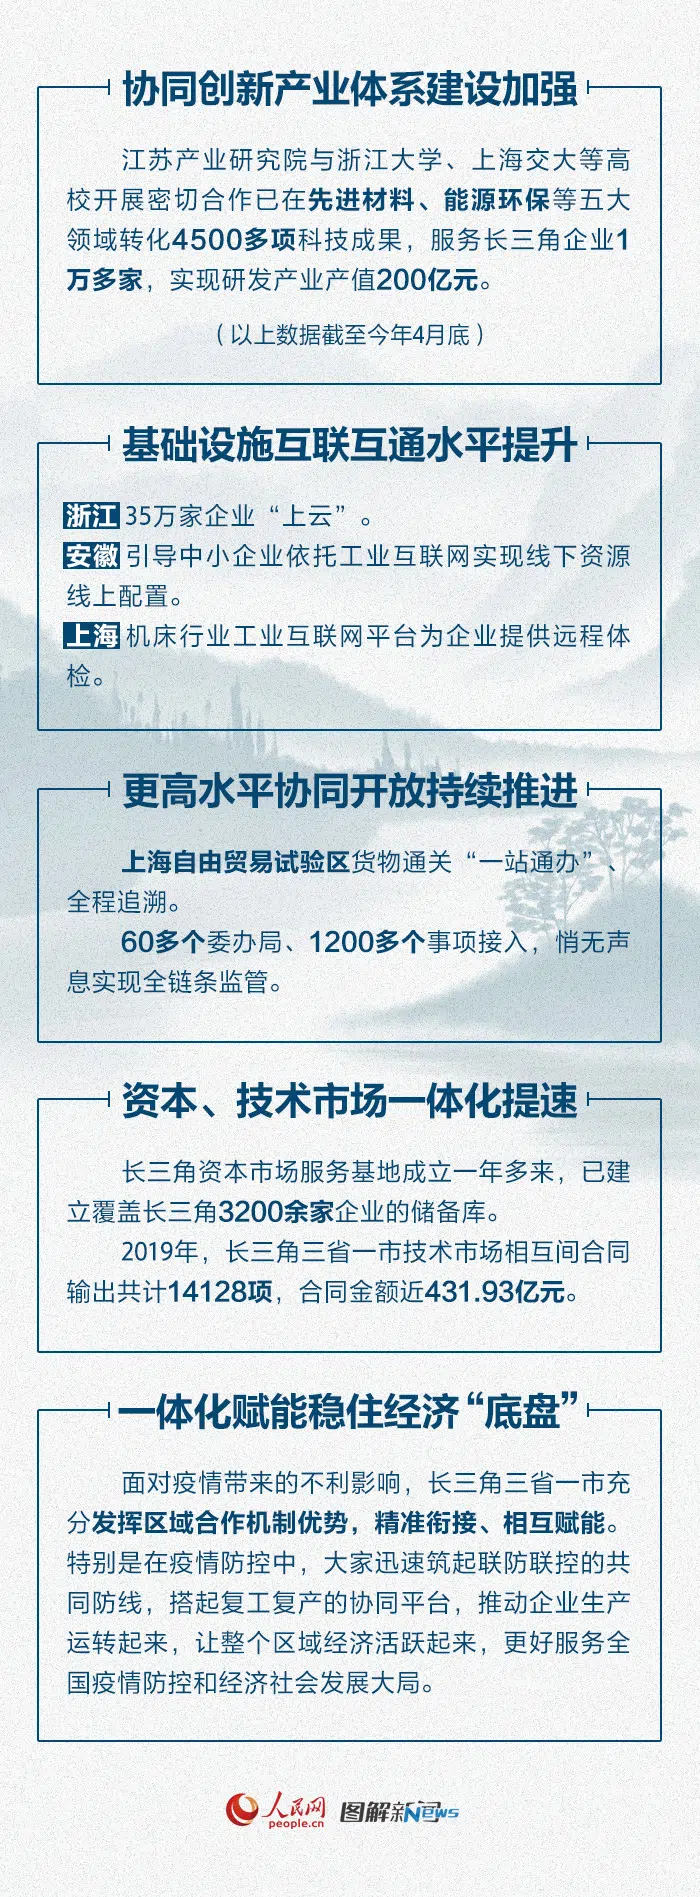 协同创新产业体系建设加强
江苏产业研究院与浙江大学、上海交大等高
校开展密切合作已在先进材料、能源环保等五大
领域转化4500多项科技成果，服务长三角企业1
万多家，实现研发产业产值200亿元。
（以上数据截至今年4月底）
基础设施互联互通水平提升
浙江 35万家企业“上云”。
安徽 引导中小企业依托工业互联网实现线下资源
线上配置。
上海 机床行业工业互联网平台为企业提供远程体
检。
更高水平协同开放持续推进
上海自由贸易试验区货物通关“一站通办”、
全程追溯。
60多个委办局、1200多个事项接入，悄无声
息实现全链条监管。
资本、技术市场一体化提速
长三角资本市场服务基地成立一年多来，已建
立覆盖长三角3200余家企业的储备库。
2019年，长三角三省一市技术市场相互间合同
输出共计14128项，合同金额近431.93亿元。
一体化赋能稳住经济“底盘”
面对疫情带来的不利影响，长三角三省一市充
分发挥区域合作机制优势，精准衔接、相互赋能。
特别是在疫情防控中，大家迅速筑起联防联控的共
同防线，搭起复工复产的协同平台，推动企业生产
运转起来，让整个区域经济活跃起来，更好服务全
国疫情防控和经济社会发展大局。
人民网 图解新闻News
people.cn